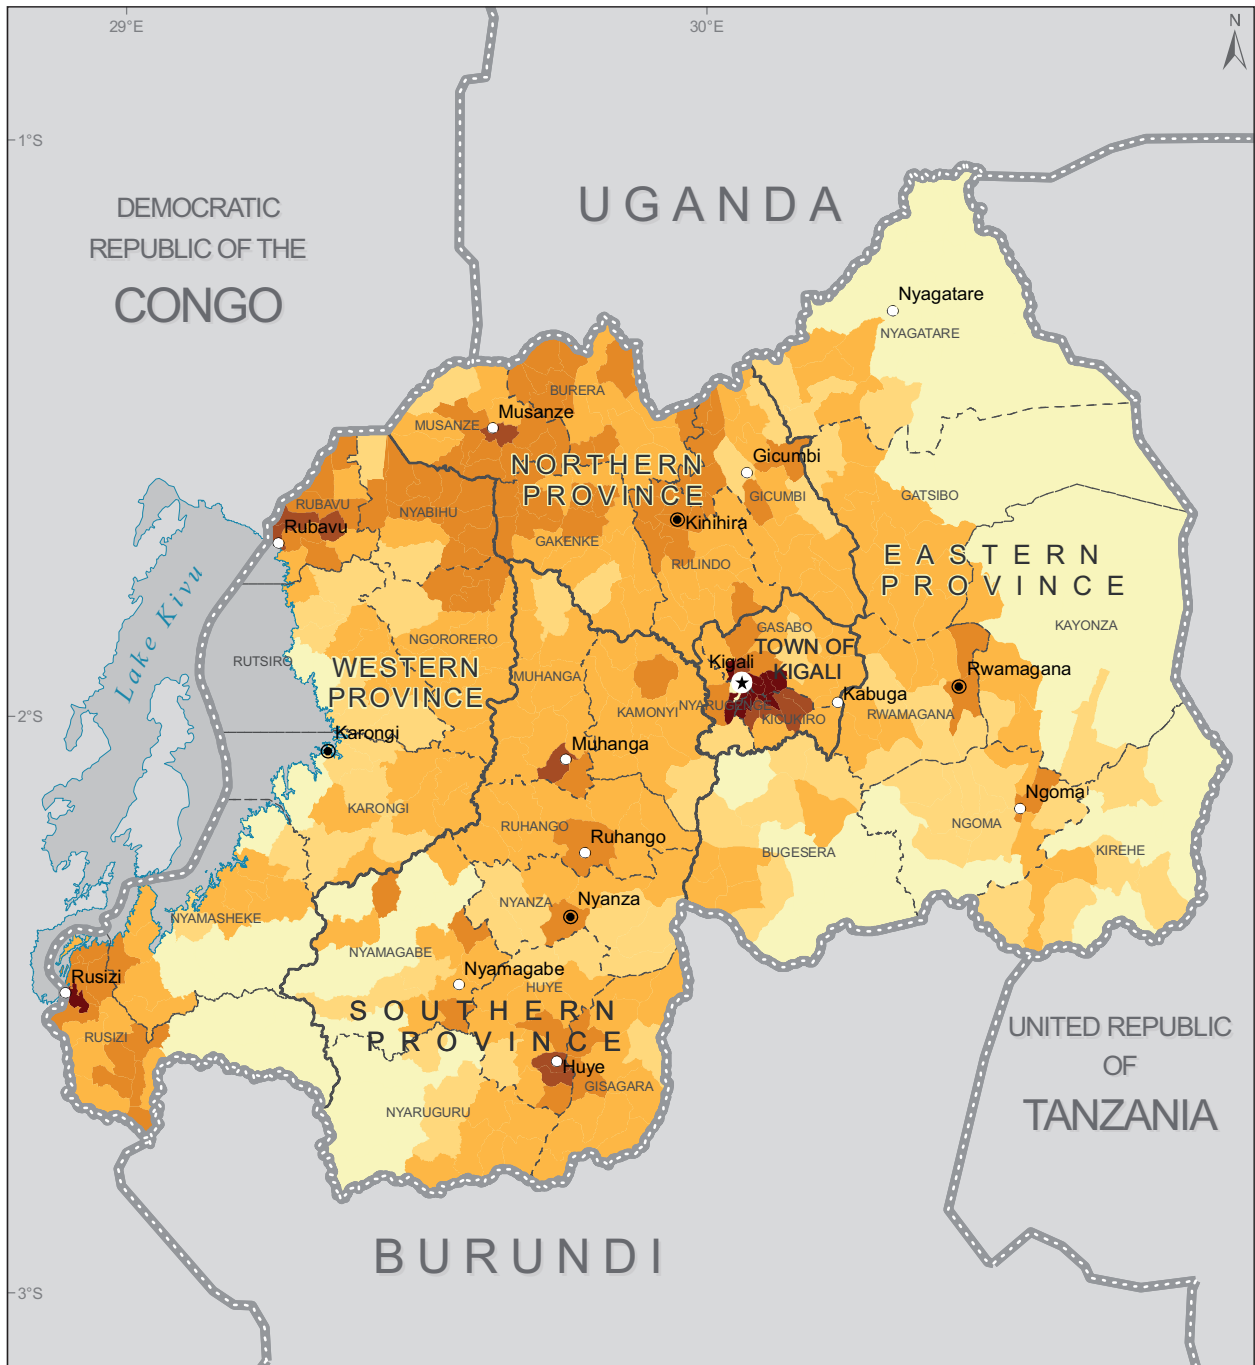 29°E
30°E
N
1°S
DEMOCRATIC
REPUBLIC OF THE
CONGO
UGANDA
Nyagatare
NYAGATARE
BURERA
Musanze
MUSANZE
NORTHERN
PROVINCE
Gicumbi
GICUMBI
GATSIBO
RUBAVU
Rubavu
NYABIHU
Kinihira
GAKENKE
RULINDO
EASTERN
PROVINCE
Lake Kivu
KAYONZA
GASABO
TOWN OF
KIGALI
Kigali
NGORORERO
RUTSIRO
WESTERN
PROVINCE
MUHANGA
KAMONYI
NYARUGENGE
KICUKIRO
Kabuga
Rwamagana
RWAMAGANA
2°S
Karongi
Muhanga
KARONGI
RUHANGO
Ruhango
BUGESERA
Ngoma
NGOMA
KIREHE
NYAMASHEKE
NYANZA
Nyanza
NYAMAGABE
Nyamagabe
HUYE
Rusizi
RUSIZI
SOUTHERN
PROVINCE
Huye
GISAGARA
NYARUGURU
UNITED REPUBLIC
OF
TANZANIA
BURUNDI
3°S